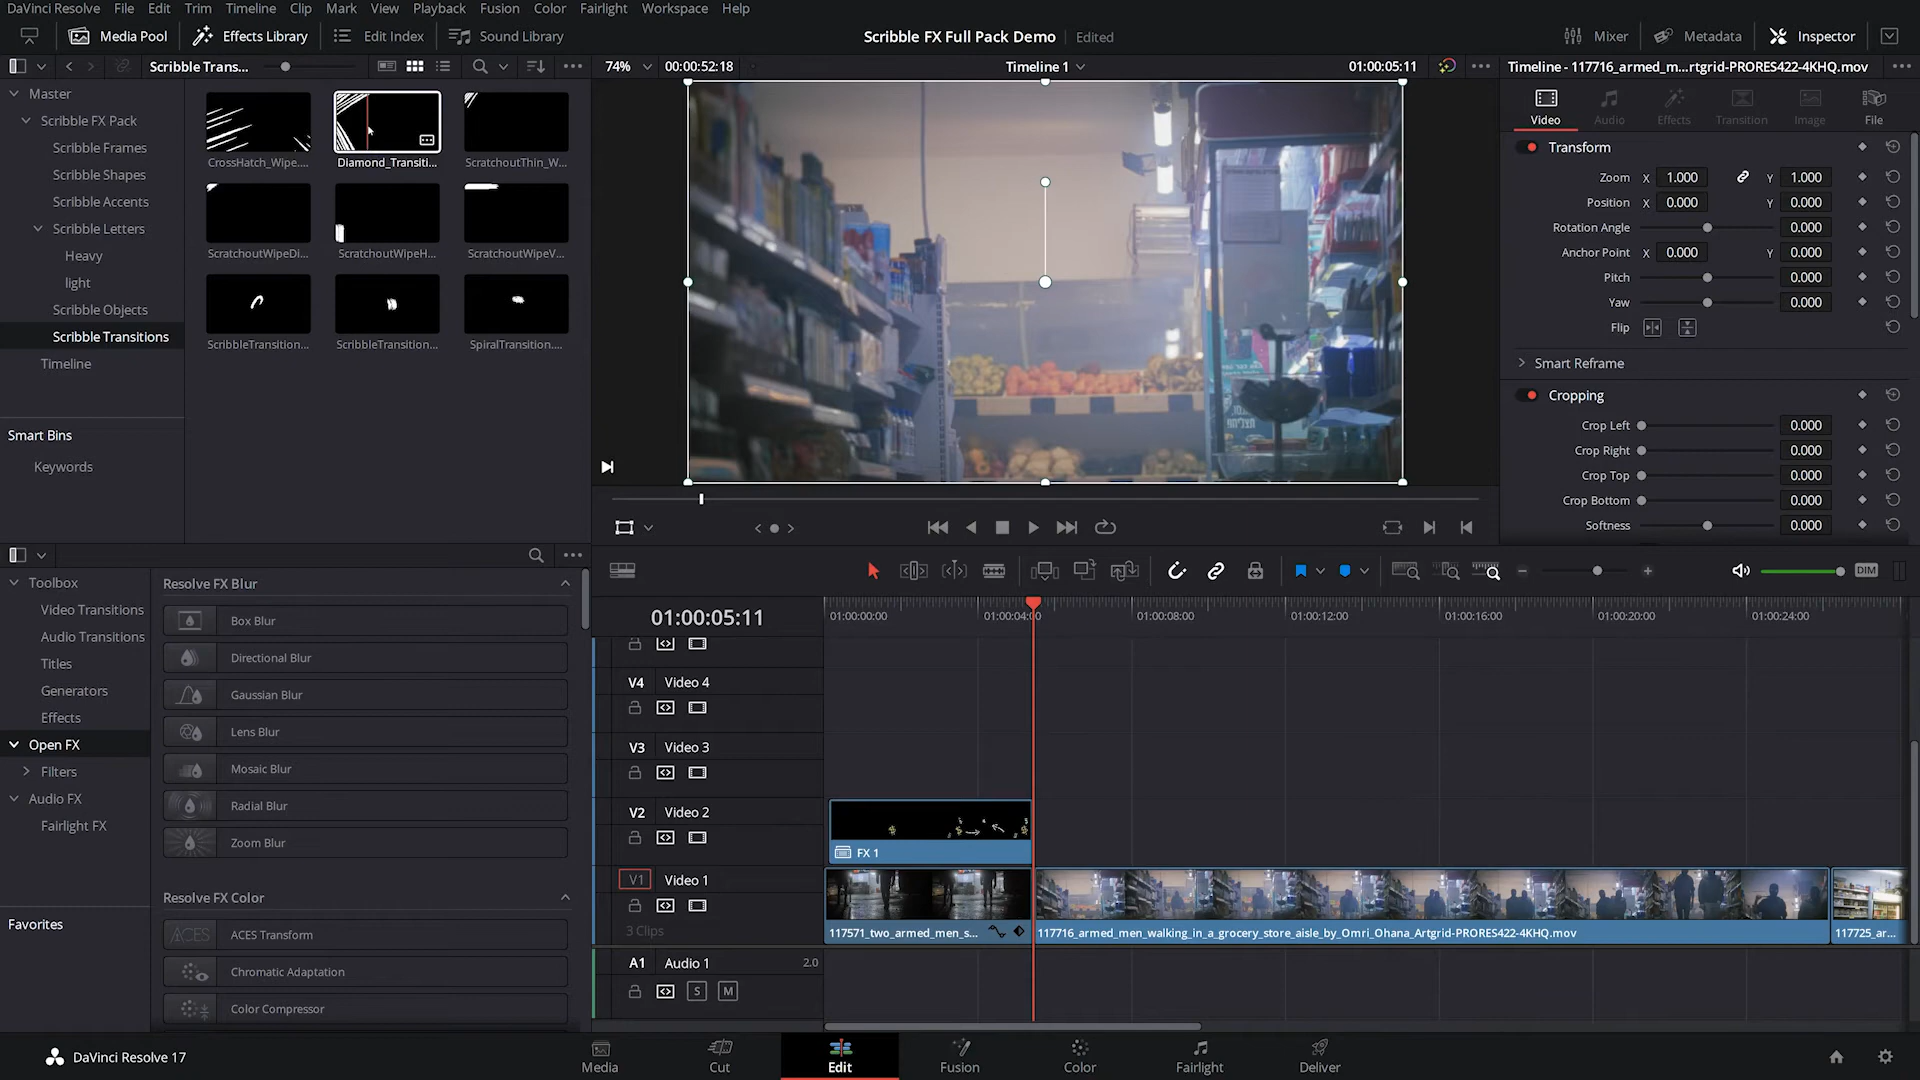 DaVinci Resolve File Edit Trim Timeline Clip Mark View Playback Fusion Color Fairlight Workspace Help
Media Pool Effects Library Edit Index Sound Library Scribble FX Full Pack Demo Edited Mixer Metadata Inspector
Scribble Trans... 74% 00:00:52:18 Timeline 1 01:00:05:11 Timeline - 117716_armed_m...rtgrid-PRORES422-4KHQ.mov
Master
Scribble FX Pack
Scribble Frames
Scribble Shapes
Scribble Accents
Scribble Letters
Heavy
light
Scribble Objects
Scribble Transitions
Timeline
Smart Bins
Keywords
CrossHatch_Wipe.... Diamond_Transiti... ScratchoutThin_W...
ScratchoutWipeDi... ScratchoutWipeH... ScratchoutWipeV...
ScribbleTransition... ScribbleTransition... SpiralTransition....
Video Audio Effects Transition Image File
Transform
Zoom X 1.000 Y 1.000
Position X 0.000 Y 0.000
Rotation Angle 0.000
Anchor Point X 0.000 Y 0.000
Pitch 0.000
Yaw 0.000
Flip
Smart Reframe
Cropping
Crop Left 0.000
Crop Right 0.000
Crop Top 0.000
Crop Bottom 0.000
Softness 0.000
Toolbox
Video Transitions
Audio Transitions
Titles
Generators
Effects
Open FX
Filters
Audio FX
Fairlight FX
Favorites
Resolve FX Blur
Box Blur
Directional Blur
Gaussian Blur
Lens Blur
Mosaic Blur
Radial Blur
Zoom Blur
Resolve FX Color
ACES ACES Transform
Chromatic Adaptation
Color Compressor
DIM
01:00:05:11 01:00:00:00 01:00:04:00 01:00:08:00 01:00:12:00 01:00:16:00 01:00:20:00 01:00:24:00
V4 Video 4
V3 Video 3
V2 Video 2
FX 1
V1 Video 1
3 Clips
117571_two_armed_men_s... 117716_armed_men_walking_in_a_grocery_store_aisle_by_Omri_Ohana_Artgrid-PRORES422-4KHQ.mov 117725_ar...
A1 Audio 1 2.0
S M
DaVinci Resolve 17 Media Cut Edit Fusion Color Fairlight Deliver